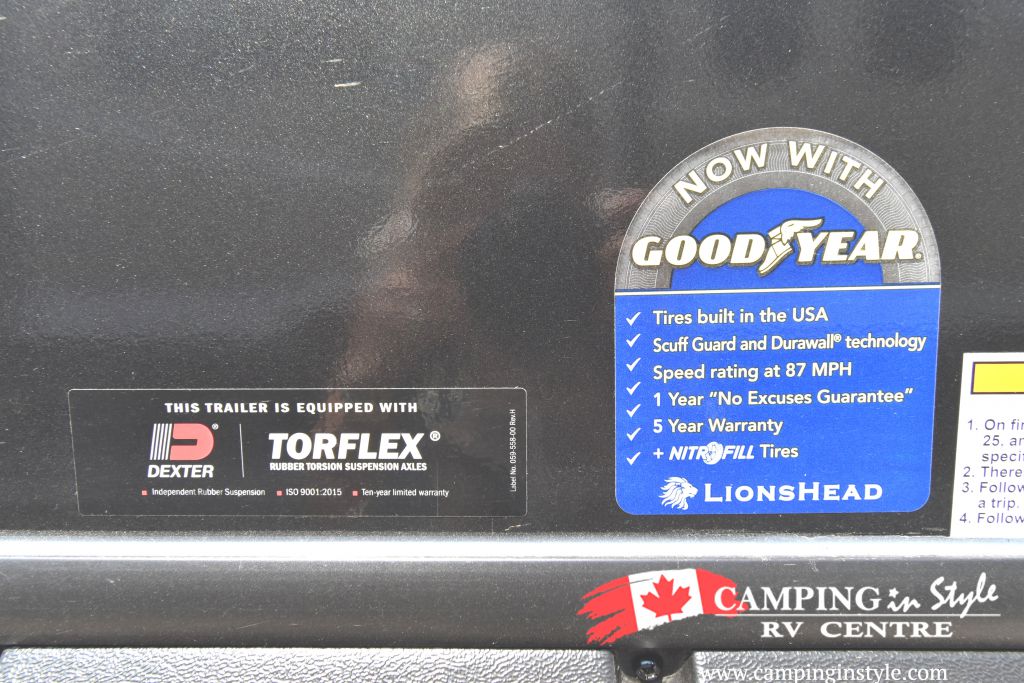 NOW WITH
GOODYEAR
Tires built in the USA
Scuff Guard and Durawall® technology
Speed rating at 87 MPH
1 Year “No Excuses Guarantee”
5 Year Warranty
+ NITROFILL Tires
LIONSHEAD
THIS TRAILER IS EQUIPPED WITH
DEXTER®
TORFLEX®
RUBBER TORSION SUSPENSION AXLES
Independent Rubber Suspension ISO 9001:2015 Ten-year limited warranty
Label No. 059-558-00 Rev.H
1. On
25.
2. There
3. Follow
a trip.
4. Follow
CAMPING in Style
RV CENTRE
www.campinginstyle.com